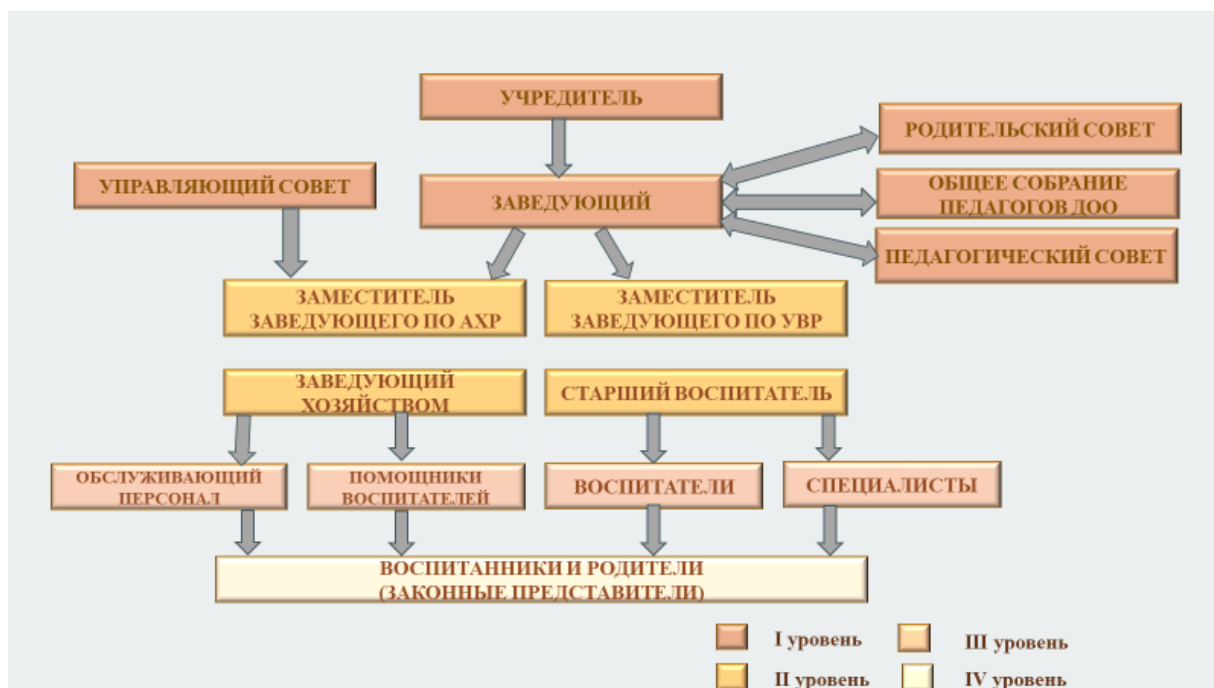 УЧРЕДИТЕЛЬ
РОДИТЕЛЬСКИЙ СОВЕТ
УПРАВЛЯЮЩИЙ СОВЕТ
ЗАВЕДУЮЩИЙ
ОБЩЕЕ СОБРАНИЕ
ПЕДАГОГОВ ДОО
ПЕДАГОГИЧЕСКИЙ СОВЕТ
ЗАМЕСТИТЕЛЬ
ЗАВЕДУЮЩЕГО ПО АХР
ЗАМЕСТИТЕЛЬ
ЗАВЕДУЮЩЕГО ПО УВР
ЗАВЕДУЮЩИЙ
ХОЗЯЙСТВОМ
СТАРШИЙ ВОСПИТАТЕЛЬ
ОБСЛУЖИВАЮЩИЙ
ПЕРСОНАЛ
ПОМОЩНИКИ
ВОСПИТАТЕЛЕЙ
ВОСПИТАТЕЛИ
СПЕЦИАЛИСТЫ
ВОСПИТАННИКИ И РОДИТЕЛИ
(ЗАКОННЫЕ ПРЕДСТАВИТЕЛИ)
I уровень
III уровень
II уровень
IV уровень